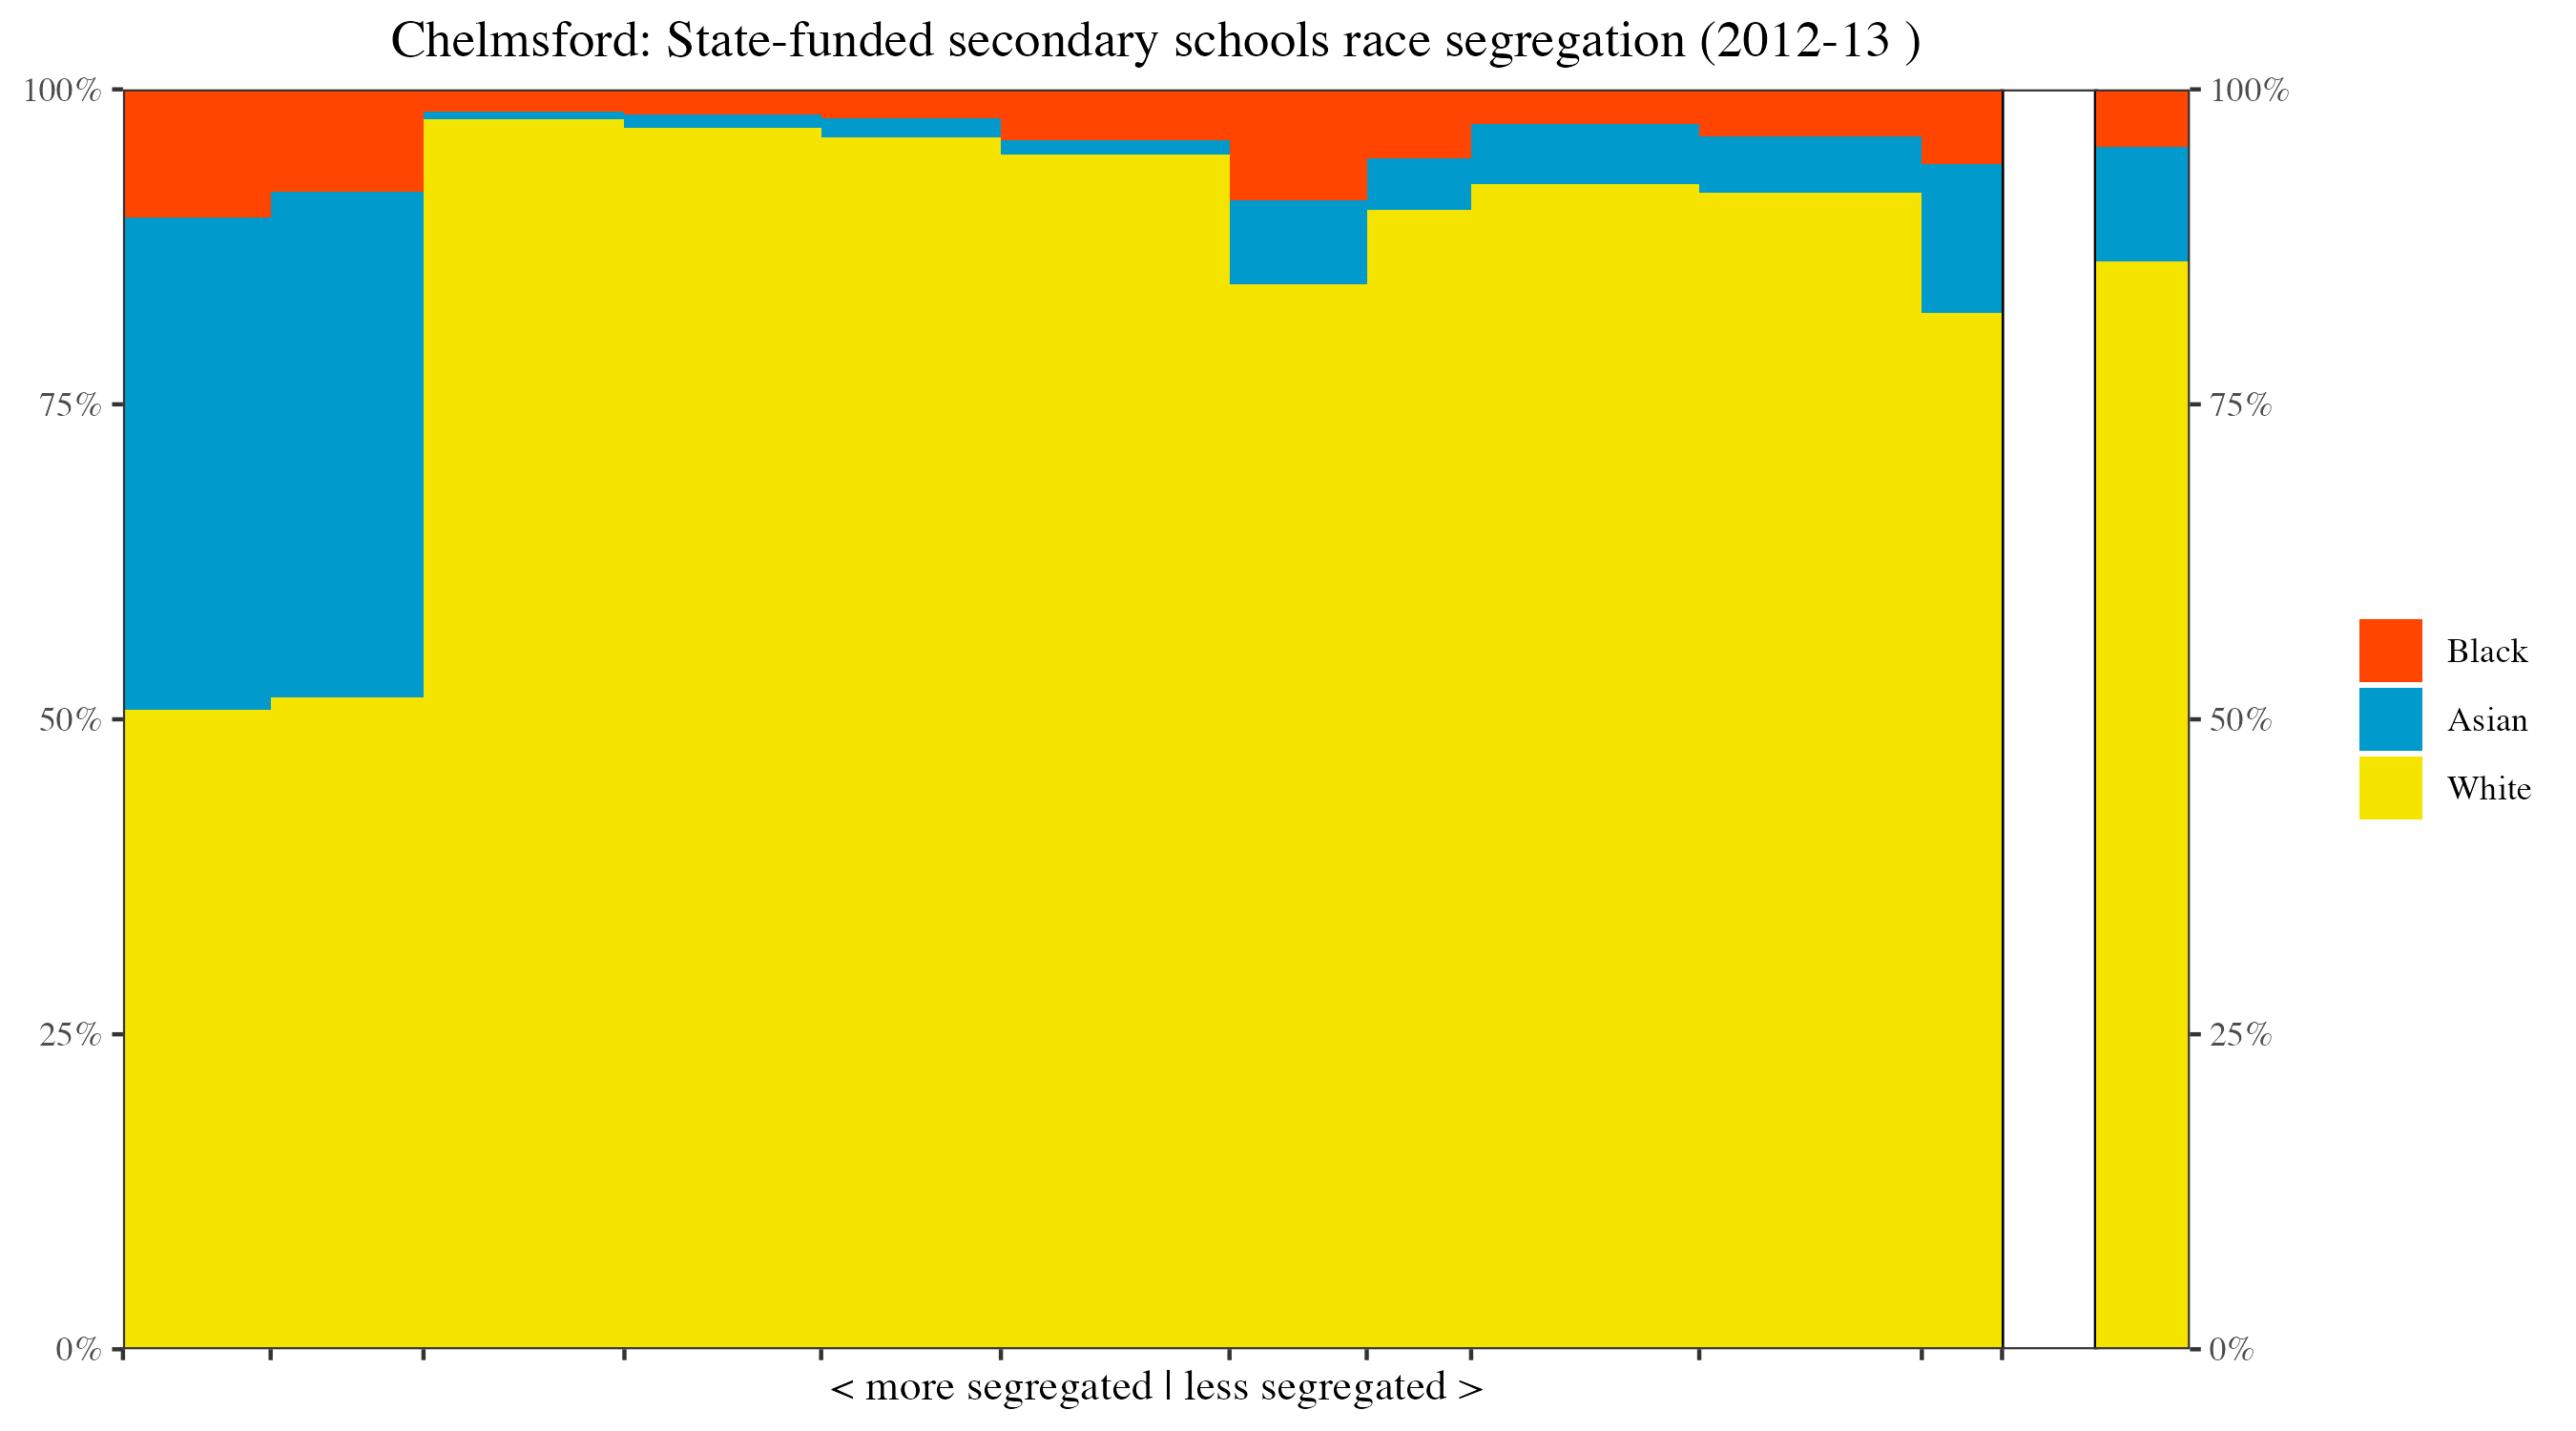 Chelmsford: State-funded secondary schools race segregation (2012-13 )
100%
100%
75%
75%
50%
50%
25%
25%
0%
0%
Black
Asian
White
< more segregated | less segregated >